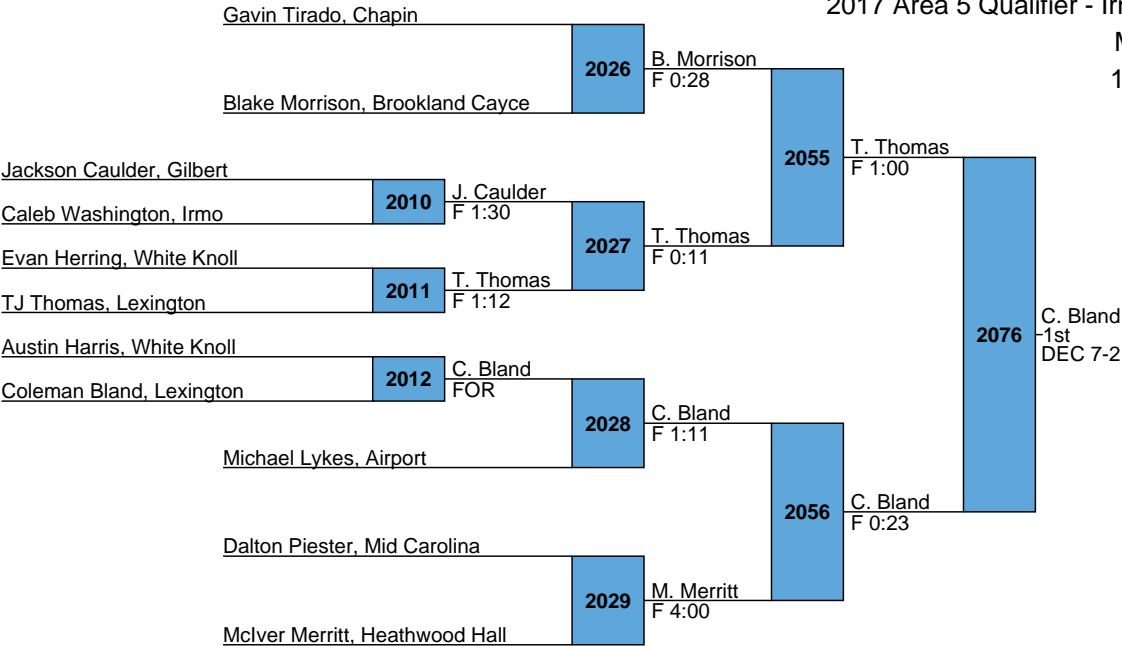 Gavin Tirado, Chapin
2017 Area 5 Qualifier -
2026
B. Morrison
F 0:28
Blake Morrison, Brookland Cayce
2055
T. Thomas
F 1:00
Jackson Caulder, Gilbert
2010
J. Caulder
F 1:30
Caleb Washington, Irmo
2027
T. Thomas
F 0:11
Evan Herring, White Knoll
2011
T. Thomas
F 1:12
TJ Thomas, Lexington
2076
C. Bland
1st
DEC 7-2
Austin Harris, White Knoll
2012
C. Bland
FOR
Coleman Bland, Lexington
2028
C. Bland
F 1:11
Michael Lykes, Airport
2056
C. Bland
F 0:23
Dalton Piester, Mid Carolina
2029
M. Merritt
F 4:00
McIver Merritt, Heathwood Hall